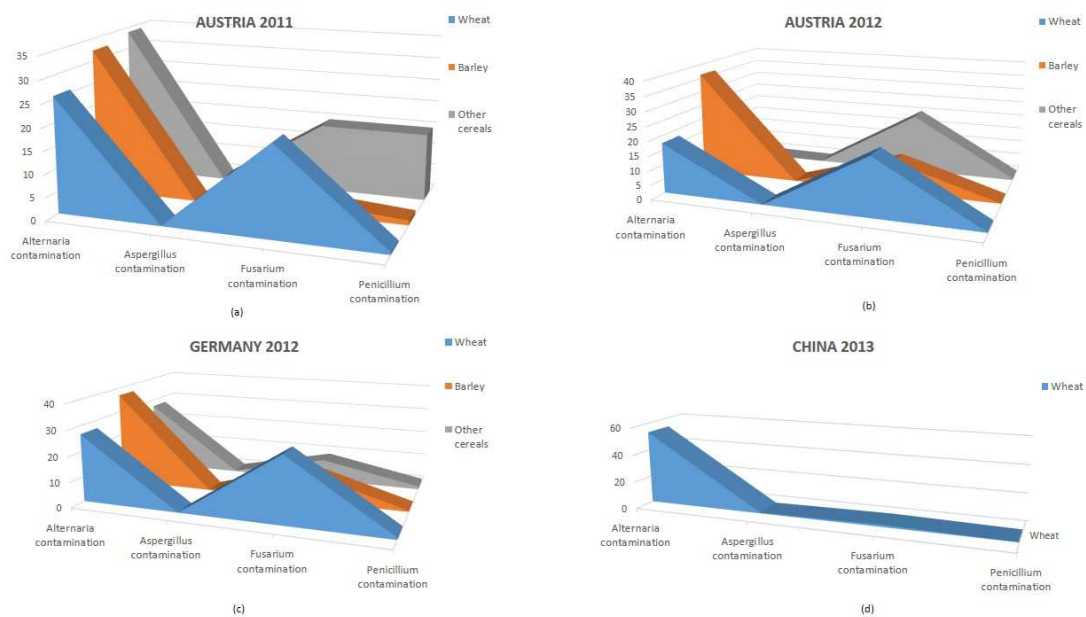 AUSTRIA 2011
Wheat
Barley
Other
cereals
35
30
25
20
15
10
5
0
Alternaria
contamination
Aspergillus
contamination
Fusarium
contamination
Penicillium
contamination
(a)
AUSTRIA 2012
Wheat
Barley
Other
cereals
40
35
30
25
20
15
10
5
0
Alternaria
contamination
Aspergillus
contamination
Fusarium
contamination
Penicillium
contamination
(b)
GERMANY 2012
Wheat
Barley
Other
cereals
40
30
20
10
0
Alternaria
contamination
Aspergillus
contamination
Fusarium
contamination
Penicillium
contamination
(c)
CHINA 2013
Wheat
60
40
20
0
Wheat
Alternaria
contamination
Aspergillus
contamination
Fusarium
contamination
Penicillium
contamination
(d)